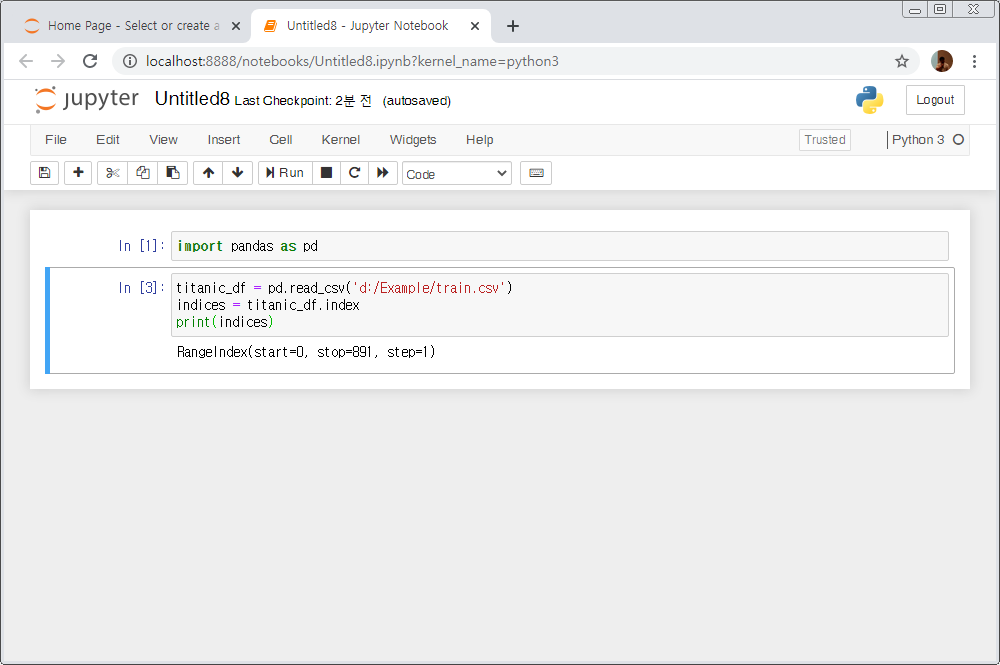 Home Page - Select or create a
Untitled8 - Jupyter Notebook
localhost:8888/notebooks/Untitled8.ipynb?kernel_name=python3
jupyter Untitled8 Last Checkpoint: 2분 전 (autosaved)
Logout
File Edit View Insert Cell Kernel Widgets Help Trusted Python 3
Run Code
In [1]: import pandas as pd
In [3]: titanic_df = pd.read_csv('d:/Example/train.csv')
indices = titanic_df.index
print(indices)
RangeIndex(start=0, stop=891, step=1)